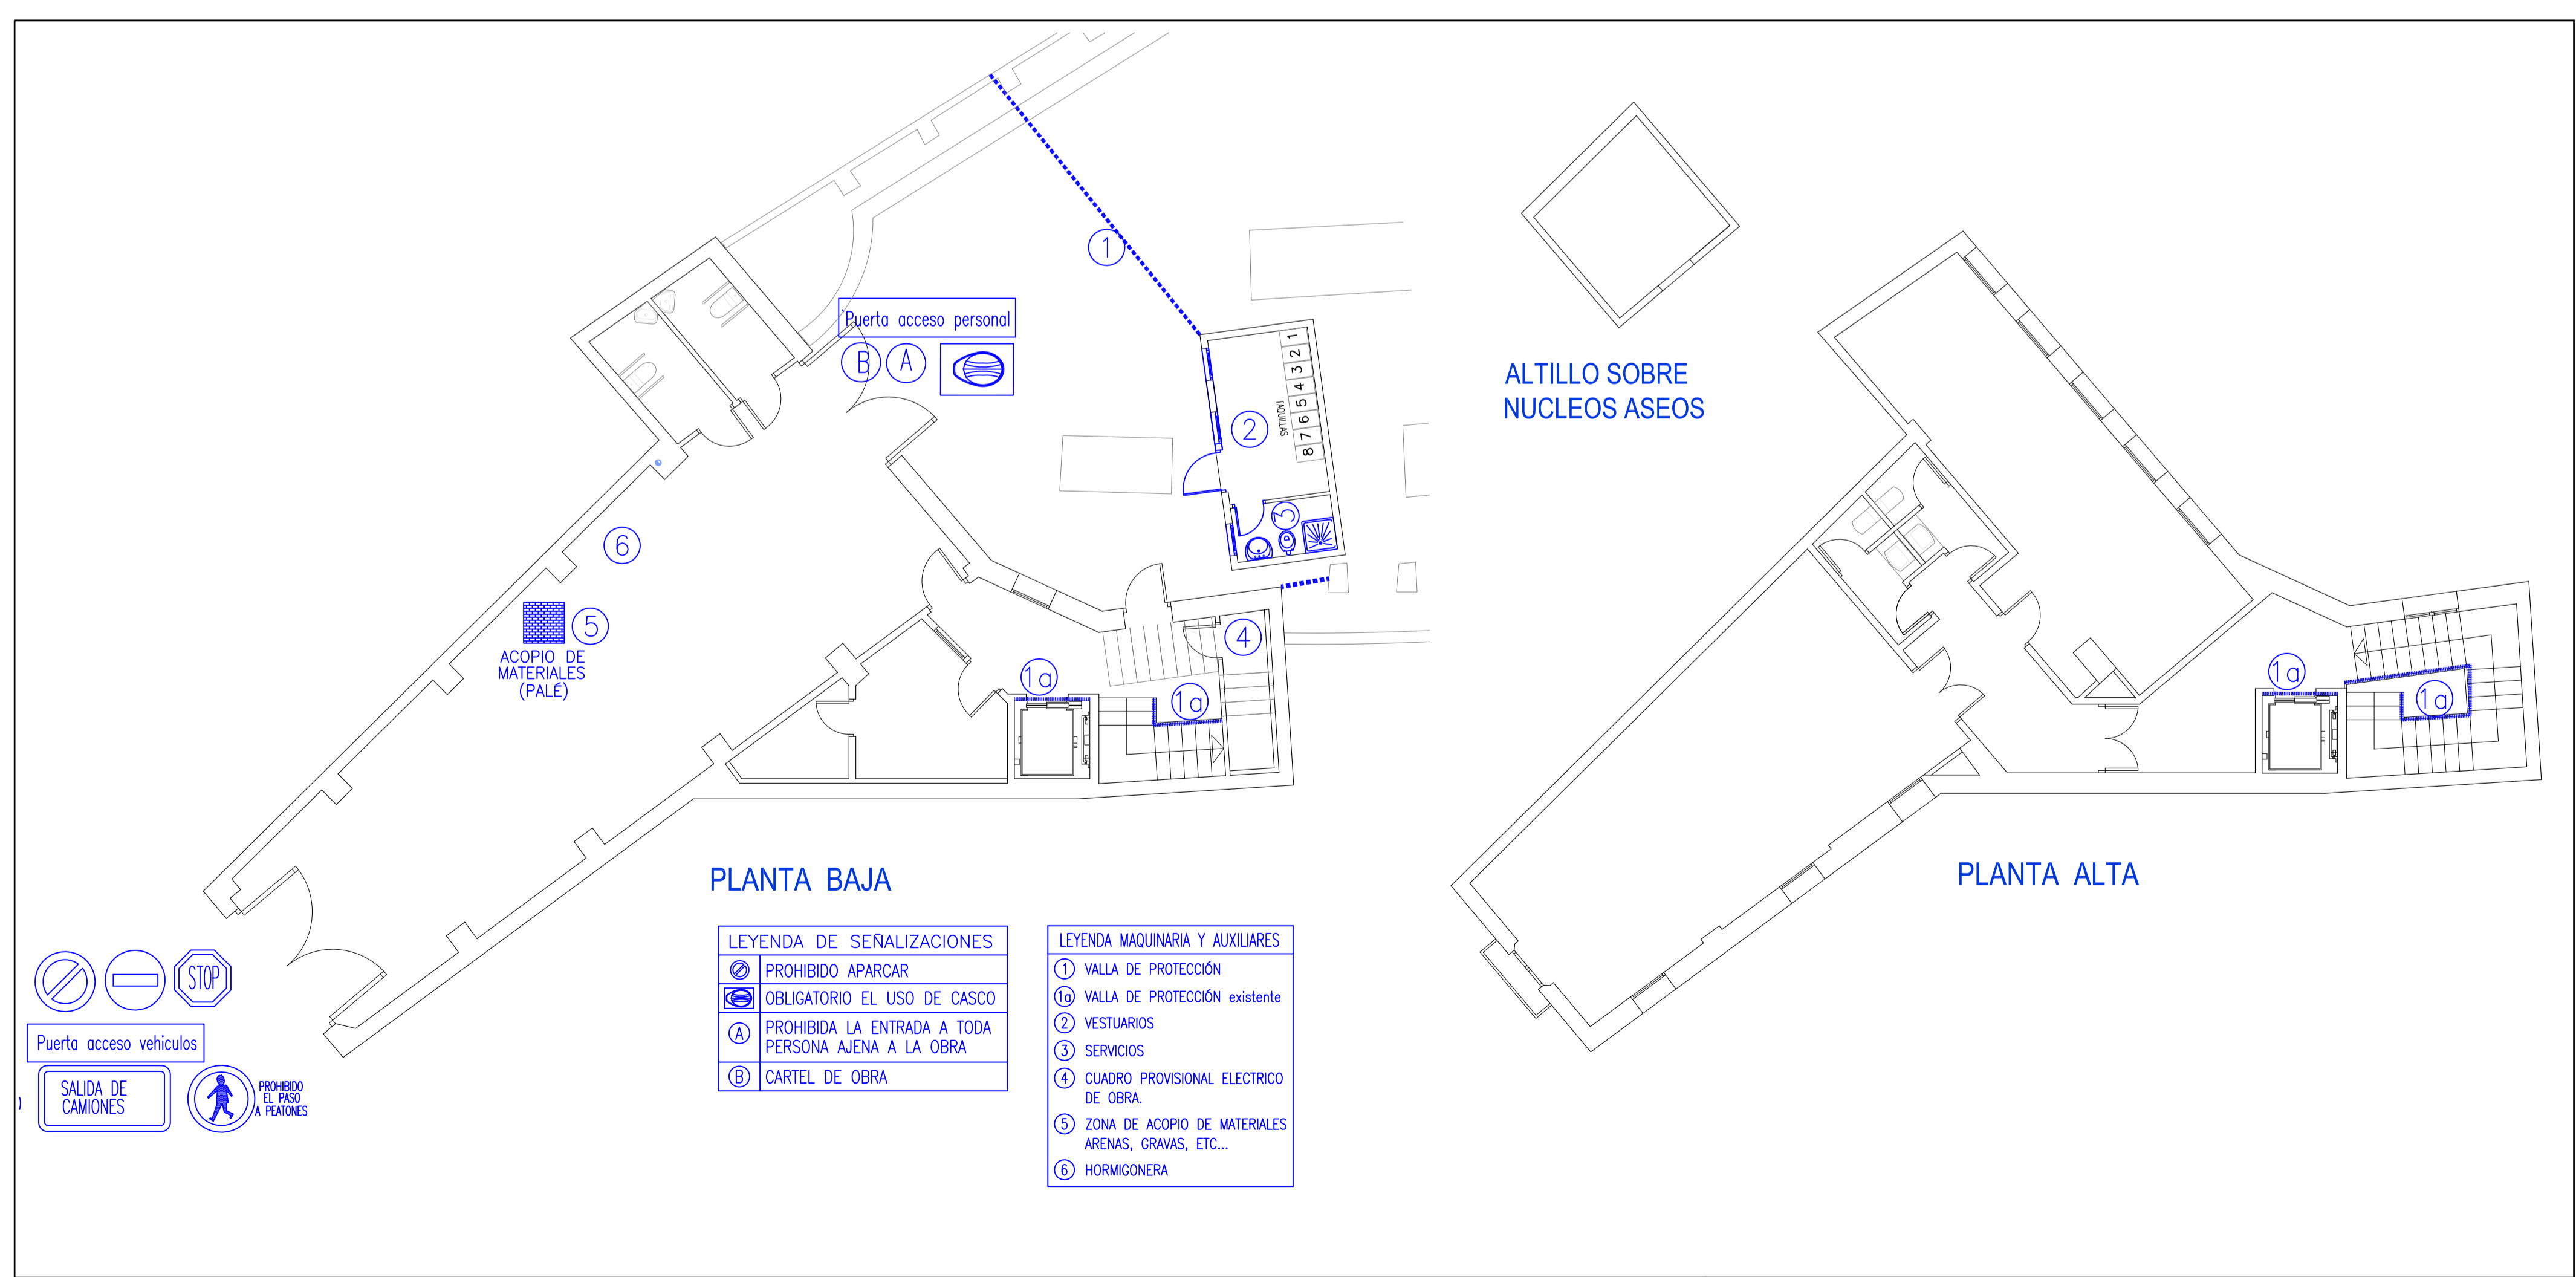 1
Puerta acceso personal
B
A
2
TAQUILLAS
1
2
3
4
5
6
7
8
3
ALTILLO SOBRE
NUCLEOS ASEOS
6
5
ACOPIO DE
MATERIALES
(PALÉ)
4
1a
1a
1a
1a
PLANTA BAJA
PLANTA ALTA
STOP
Puerta acceso vehiculos
SALIDA DE
CAMIONES
PROHIBIDO
EL PASO
A PEATONES
)
LEYENDA DE SEÑALIZACIONES
PROHIBIDO APARCAR
OBLIGATORIO EL USO DE CASCO
A PROHIBIDA LA ENTRADA A TODA
PERSONA AJENA A LA OBRA
B CARTEL DE OBRA
LEYENDA MAQUINARIA Y AUXILIARES
1 VALLA DE PROTECCIÓN
1a VALLA DE PROTECCIÓN existente
2 VESTUARIOS
3 SERVICIOS
4 CUADRO PROVISIONAL ELECTRICO
DE OBRA.
5 ZONA DE ACOPIO DE MATERIALES
ARENAS, GRAVAS, ETC...
6 HORMIGONERA